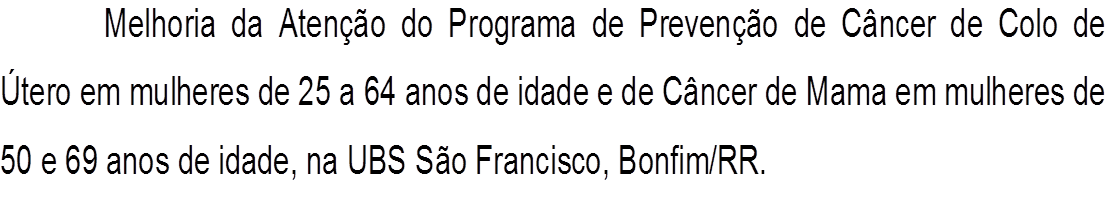 Melhoria da Atenção do Programa de Prevenção de Câncer de Colo de
Útero em mulheres de 25 a 64 anos de idade e de Câncer de Mama em mulheres de
50 e 69 anos de idade, na UBS São Francisco, Bonfim/RR.